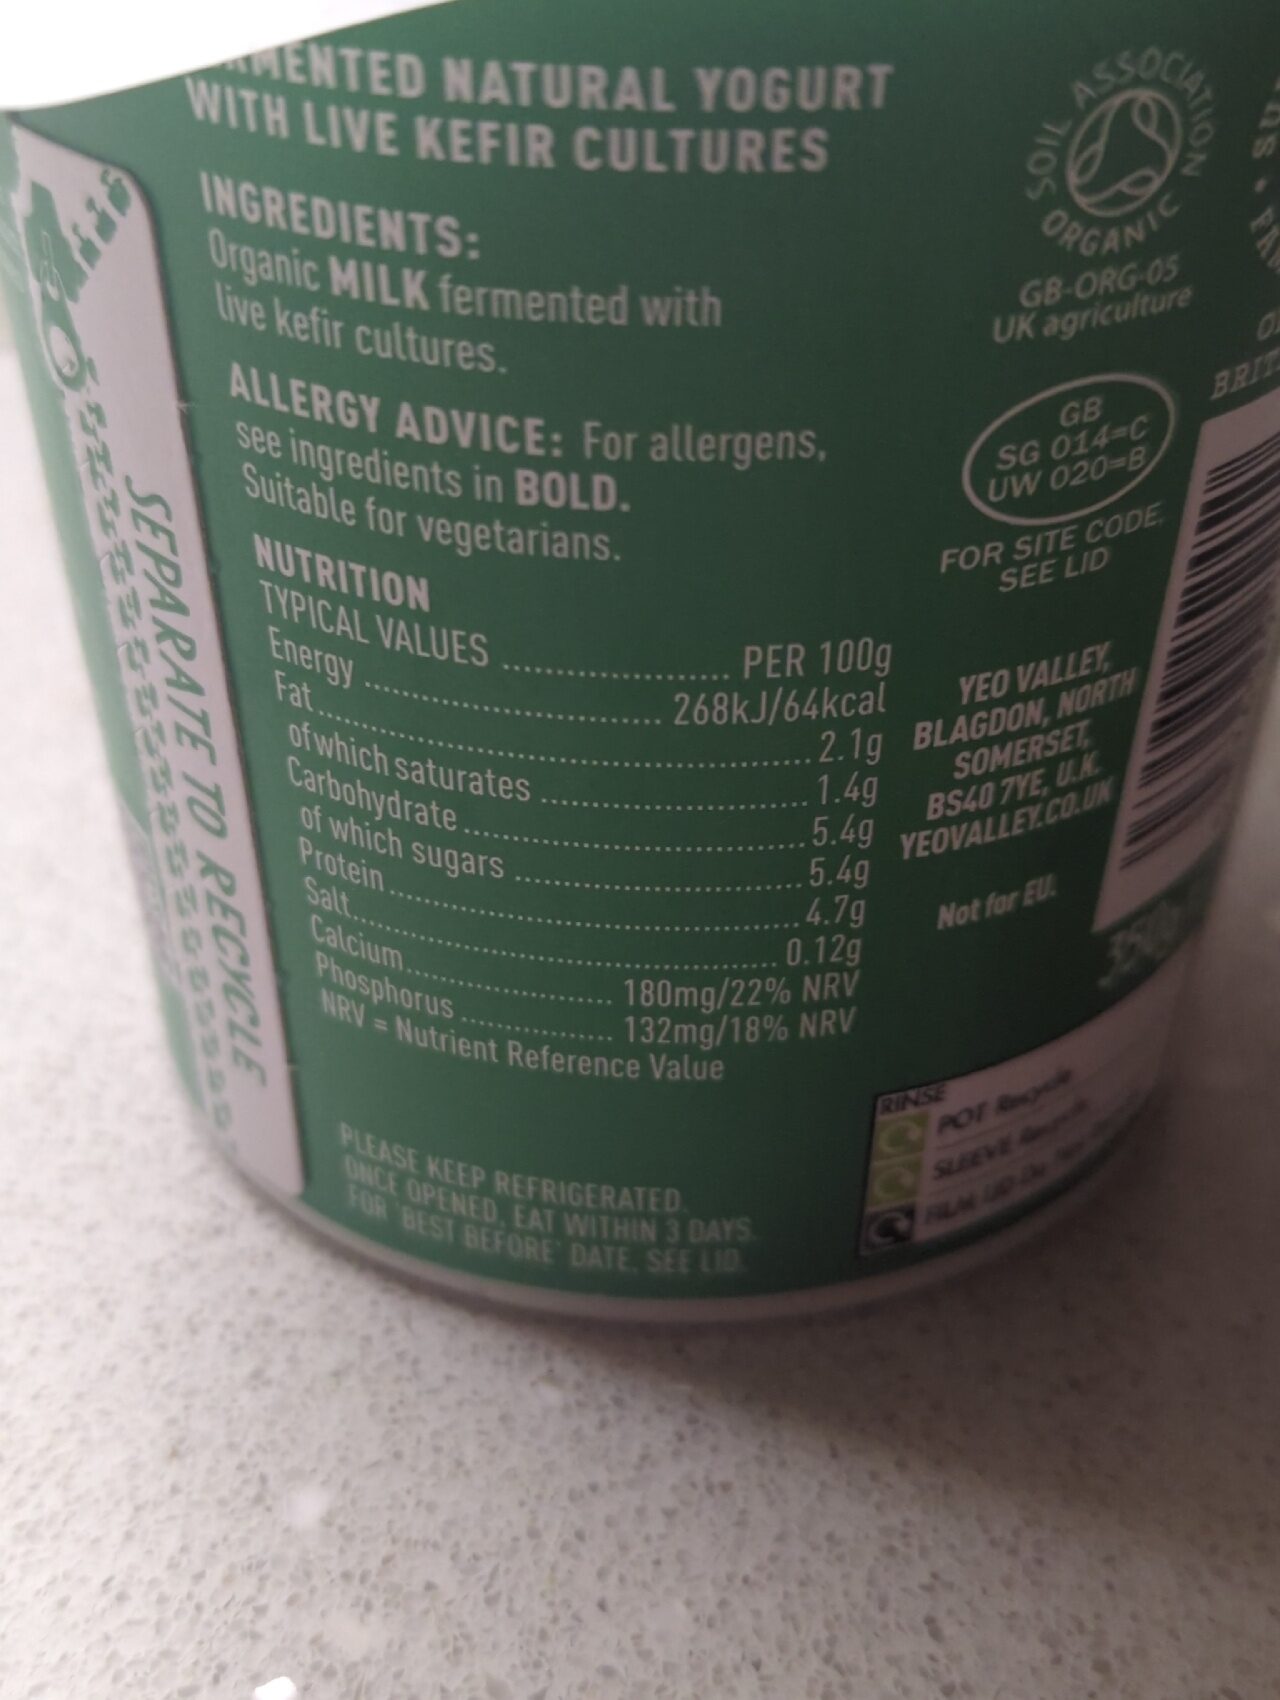 MENTED NATURAL YOGURT
WITH LIVE KEFIR CULTURES
INGREDIENTS:
Organic MILK fermented with
live kefir cultures.
ALLERGY ADVICE: For allergens,
see ingredients in BOLD.
Suitable for vegetarians.
NUTRITION
TYPICAL VALUES ........................ PER 100g
Energy ........................ 268kJ/64kcal
Fat ........................ 2.1g
of which saturates ........................ 1.4g
Carbohydrate ........................ 5.4g
of which sugars ........................ 5.4g
Protein ........................ 4.7g
Salt ........................ 0.12g
Calcium ........................ 180mg/22% NRV
Phosphorus ........................ 132mg/18% NRV
NRV = Nutrient Reference Value
PLEASE KEEP REFRIGERATED.
ONCE OPENED, EAT WITHIN 3 DAYS.
FOR 'BEST BEFORE' DATE, SEE LID.
SEPARATE TO RECYCLE
SOIL ASSOCIATION
ORGANIC
GB-ORG-05
UK agriculture
GB
SG 014=C
UW 020=B
FOR SITE CODE,
SEE LID
YEO VALLEY,
BLAGDON, NORTH
SOMERSET,
BS40 7YE, U.K.
YEOVALLEY.CO.UK
Not for EU.
350g
RINSE
POT Recycle
SLEEVE Recycle
FILM LID
BRIT